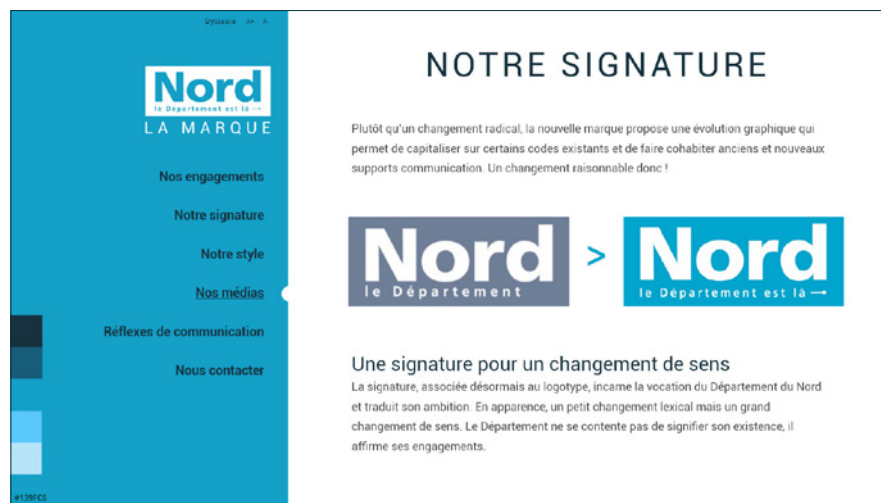 Dyslexie A+ A-
Nord
le Département est là
LA MARQUE
Nos engagements
Notre signature
Notre style
Nos médias
Réflexes de communication
Nous contacter
#139FC6
NOTRE SIGNATURE
Plutôt qu'un changement radical, la nouvelle marque propose une évolution graphique qui
permet de capitaliser sur certains codes existants et de faire cohabiter anciens et nouveaux
supports communication. Un changement raisonnable donc !
Nord
le Département
>
Nord
le Département est là
Une signature pour un changement de sens
La signature, associée désormais au logotype, incarne la vocation du Département du Nord
et traduit son ambition. En apparence, un petit changement lexical mais un grand
changement de sens. Le Département ne se contente pas de signifier son existence, il
affirme ses engagements.